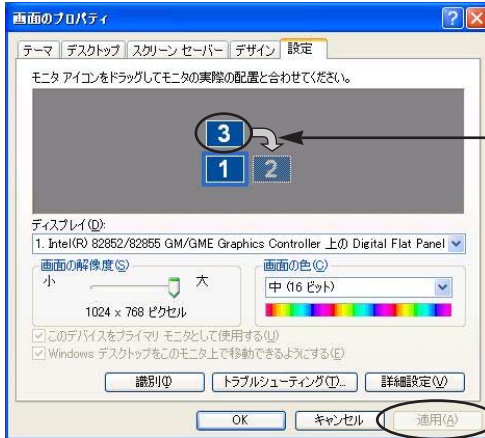 画面のプロパティ
テーマ デスクトップ スクリーン セーバー デザイン 設定
モニタ アイコンをドラッグしてモニタの実際の配置と合わせてください。
3
1 2
ディスプレイ(D):
1. Intel(R) 82852/82855 GM/GME Graphics Controller 上の Digital Flat Panel
画面の解像度(S)
小 大
1024 x 768 ピクセル
画面の色(C)
中 (16 ビット)
このデバイスをプライマリ モニタとして使用する(U)
Windows デスクトップをこのモニタ上で移動できるようにする(E)
識別(I) トラブルシューティング(T)... 詳細設定(V)
OK キャンセル 適用(A)